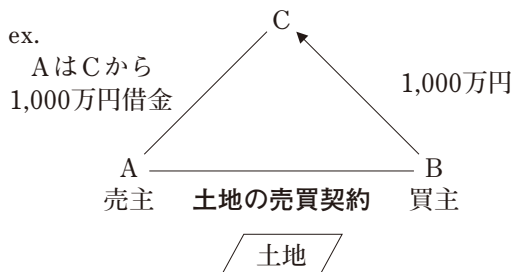 C
ex.
AはCから
1,000万円借金
1,000万円
A
B
売主
土地の売買契約
買主
土地